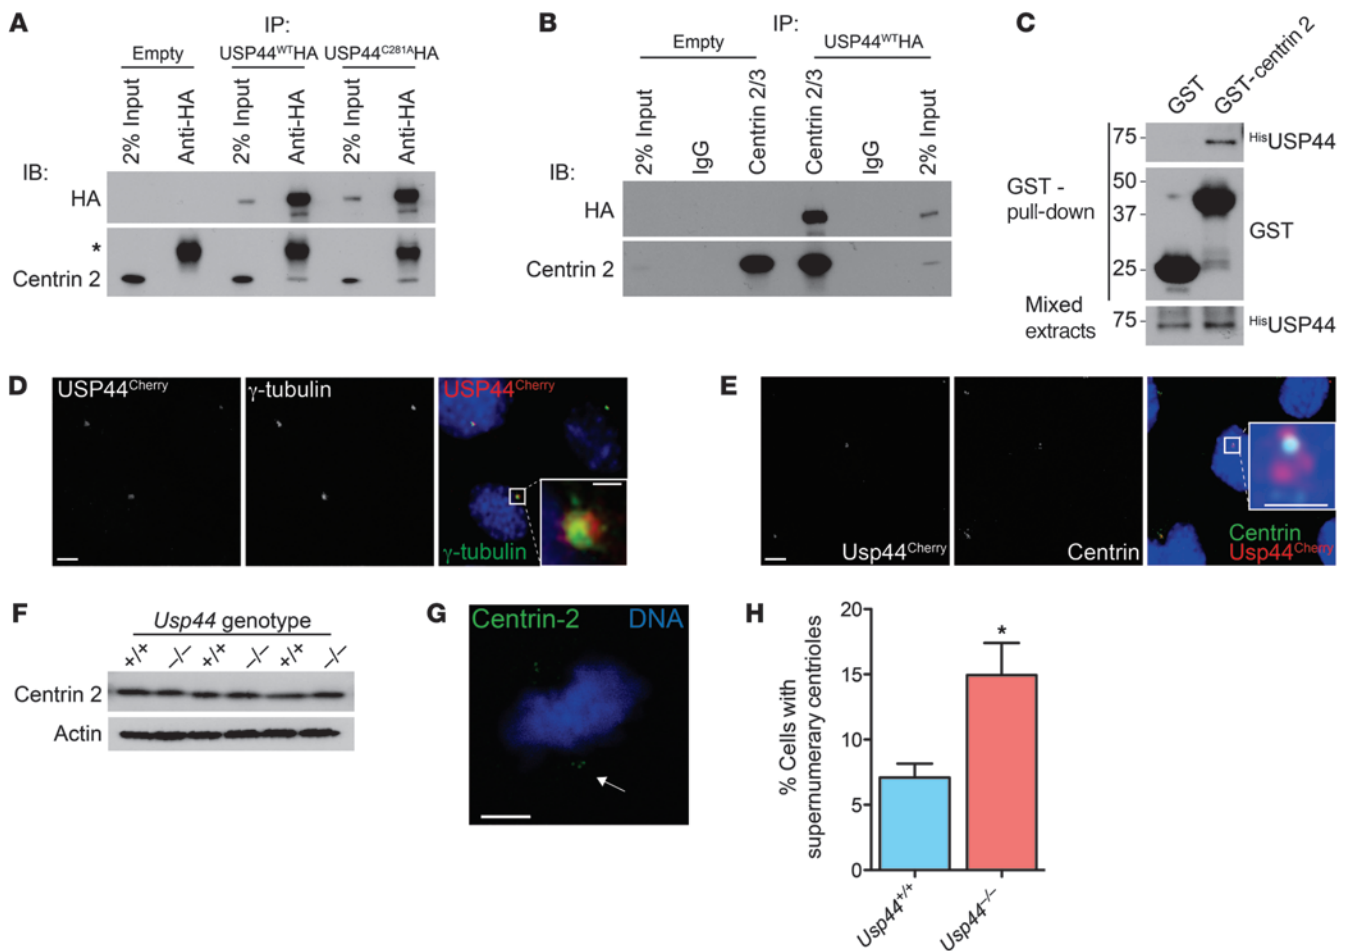 A
IP:
Empty
USP44WTHA
USP44C281AHA
2% Input
Anti-HA
2% Input
Anti-HA
2% Input
Anti-HA
IB:
HA
*
Centrin 2
B
IP:
Empty
USP44WTHA
2% Input
IgG
Centrin 2/3
Centrin 2/3
IgG
2% Input
IB:
HA
Centrin 2
C
GST
GST-centrin 2
75
HisUSP44
GST -
pull-down
50
37
25
GST
Mixed
extracts
75
HisUSP44
D
USP44Cherry
γ-tubulin
USP44Cherry
γ-tubulin
E
Usp44Cherry
Centrin
Centrin
Usp44Cherry
F
Usp44 genotype
+/+
–/–
+/+
–/–
+/+
–/–
Centrin 2
Actin
G
Centrin-2
DNA
H
% Cells with
supernumerary centrioles
20
15
10
5
0
*
Usp44+/+
Usp44–/–